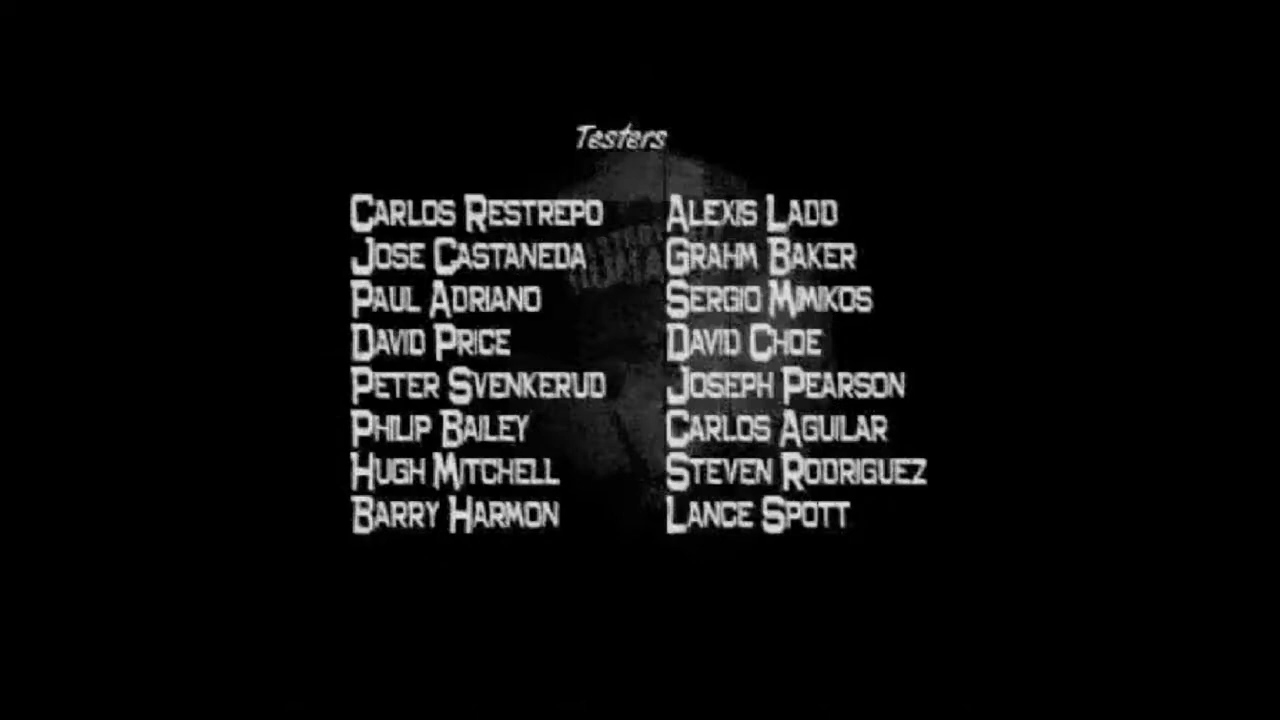 Testers
Carlos Restrepo
Jose Castaneda
Paul Adriano
David Price
Peter Svenkerud
Philip Bailey
Hugh Mitchell
Barry Harmon
Alexis Ladd
Grahm Baker
Sergio Mimikos
David Choe
Joseph Pearson
Carlos Aguilar
Steven Rodriguez
Lance Spott